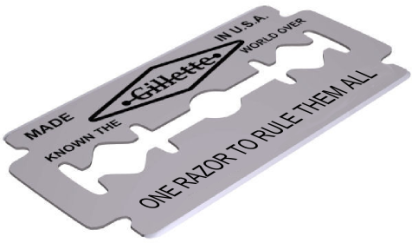 MADE IN U.S.A.
Gillette
KNOWN THE WORLD OVER
ONE RAZOR TO RULE THEM ALL